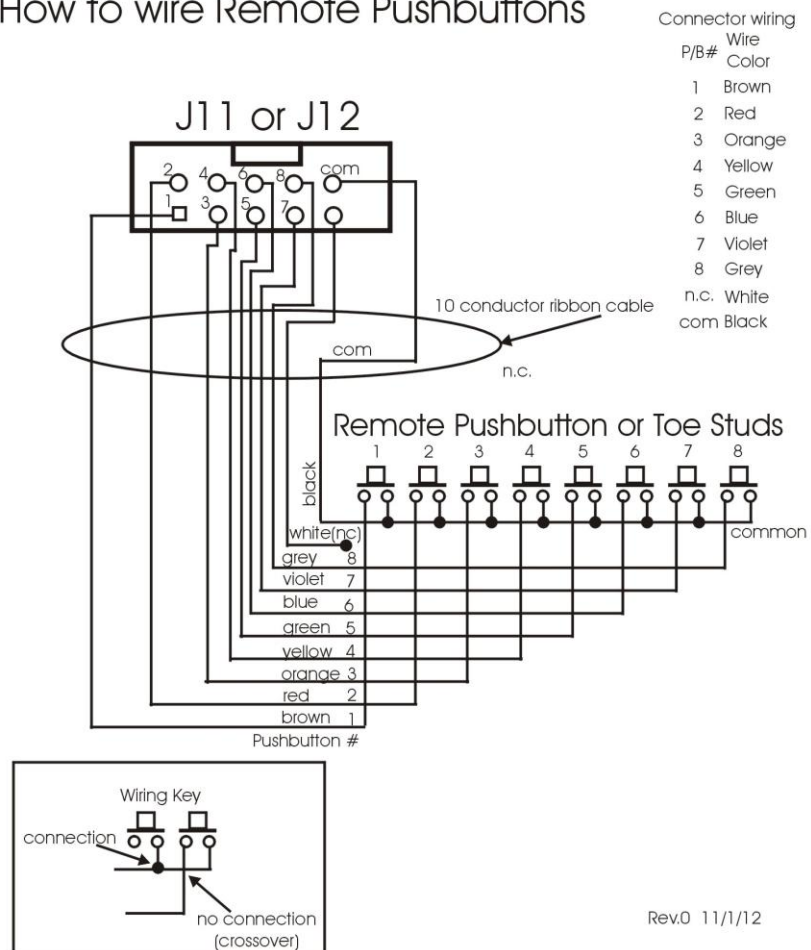 How to wire Remote Pushbuttons
Connector wiring
P/B# Wire Color
1 Brown
2 Red
3 Orange
4 Yellow
5 Green
6 Blue
7 Violet
8 Grey
n.c. White
com Black
J11 or J12
2 4 6 8 com
1 3 5 7
10 conductor ribbon cable
com
n.c.
Remote Pushbutton or Toe Studs
1 2 3 4 5 6 7 8
black
common
white(nc)
grey 8
violet 7
blue 6
green 5
yellow 4
orange 3
red 2
brown 1
Pushbutton #
Wiring Key
connection
no connection
(crossover)
Rev.0 11/1/12